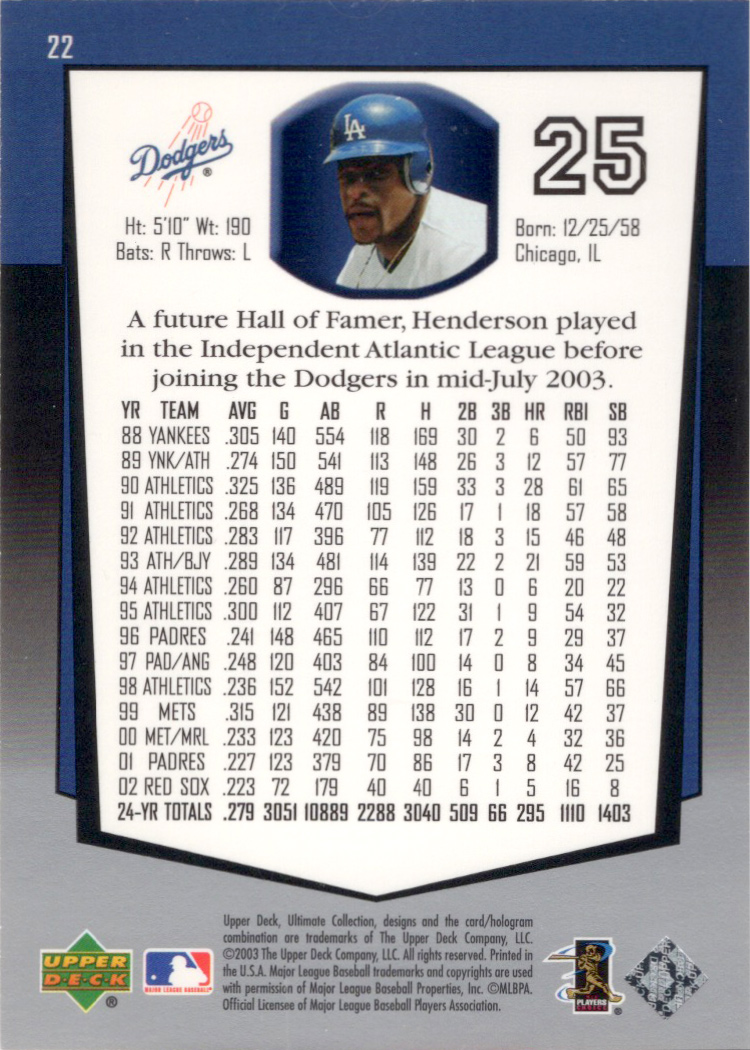 22
Dodgers®
LA
25
Ht: 5'10" Wt: 190
Bats: R Throws: L
Born: 12/25/58
Chicago, IL
A future Hall of Famer, Henderson played
in the Independent Atlantic League before
joining the Dodgers in mid-July 2003.
YR TEAM AVG G AB R H 2B 3B HR RBI SB
88 YANKEES .305 140 554 118 169 30 2 6 50 93
89 YNK/ATH .274 150 541 113 148 26 3 12 57 77
90 ATHLETICS .325 136 489 119 159 33 3 28 61 65
91 ATHLETICS .268 134 470 105 126 17 1 18 57 58
92 ATHLETICS .283 117 396 77 112 18 3 15 46 48
93 ATH/BJY .289 134 481 114 139 22 2 21 59 53
94 ATHLETICS .260 87 296 66 77 13 0 6 20 22
95 ATHLETICS .300 112 407 67 122 31 1 9 54 32
96 PADRES .241 148 465 110 112 17 2 9 29 37
97 PAD/ANG .248 120 403 84 100 14 0 8 34 45
98 ATHLETICS .236 152 542 101 128 16 1 14 57 66
99 METS .315 121 438 89 138 30 0 12 42 37
00 MET/MRL .233 123 420 75 98 14 2 4 32 36
01 PADRES .227 123 379 70 86 17 3 8 42 25
02 RED SOX .223 72 179 40 40 6 1 5 16 8
24-YR TOTALS .279 3051 10889 2288 3040 509 66 295 1110 1403
Upper Deck, Ultimate Collection, designs and the card/hologram
combination are trademarks of The Upper Deck Company, LLC.
©2003 The Upper Deck Company, LLC. All rights reserved. Printed in
the U.S.A. Major League Baseball trademarks and copyrights are used
with permission of Major League Baseball Properties, Inc. ©MLBPA.
Official Licensee of Major League Baseball Players Association.
UPPER
D·E·C·K®
MAJOR LEAGUE BASEBALL®
PLAYERS
CHOICE®